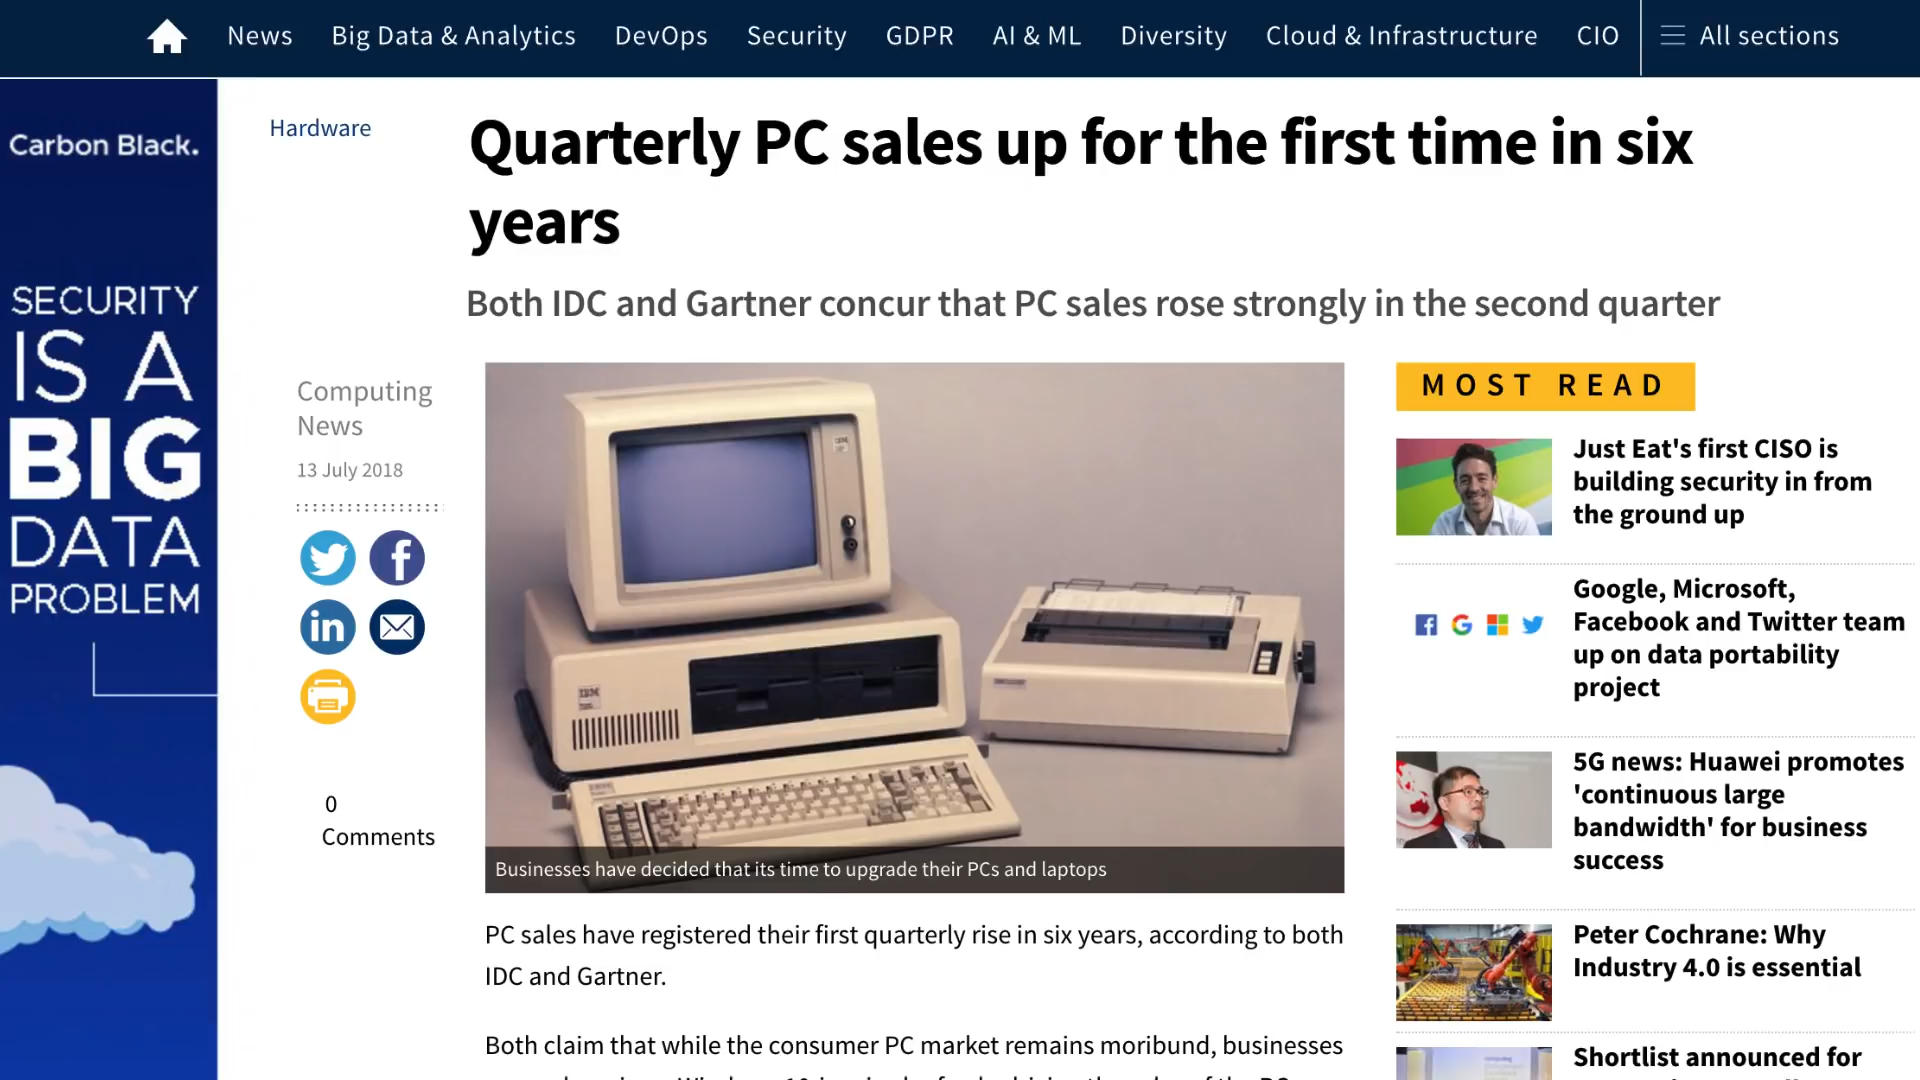 News Big Data & Analytics DevOps Security GDPR AI & ML Diversity Cloud & Infrastructure CIO All sections
Carbon Black.
SECURITY
IS A
BIG
DATA
PROBLEM
Hardware
Quarterly PC sales up for the first time in six
years
Both IDC and Gartner concur that PC sales rose strongly in the second quarter
Computing
News
13 July 2018
0
Comments
IBM
Businesses have decided that its time to upgrade their PCs and laptops
PC sales have registered their first quarterly rise in six years, according to both
IDC and Gartner.
Both claim that while the consumer PC market remains moribund, businesses
MOST READ
Just Eat's first CISO is
building security in from
the ground up
Google, Microsoft,
Facebook and Twitter team
up on data portability
project
5G news: Huawei promotes
'continuous large
bandwidth' for business
success
Peter Cochrane: Why
Industry 4.0 is essential
Shortlist announced for